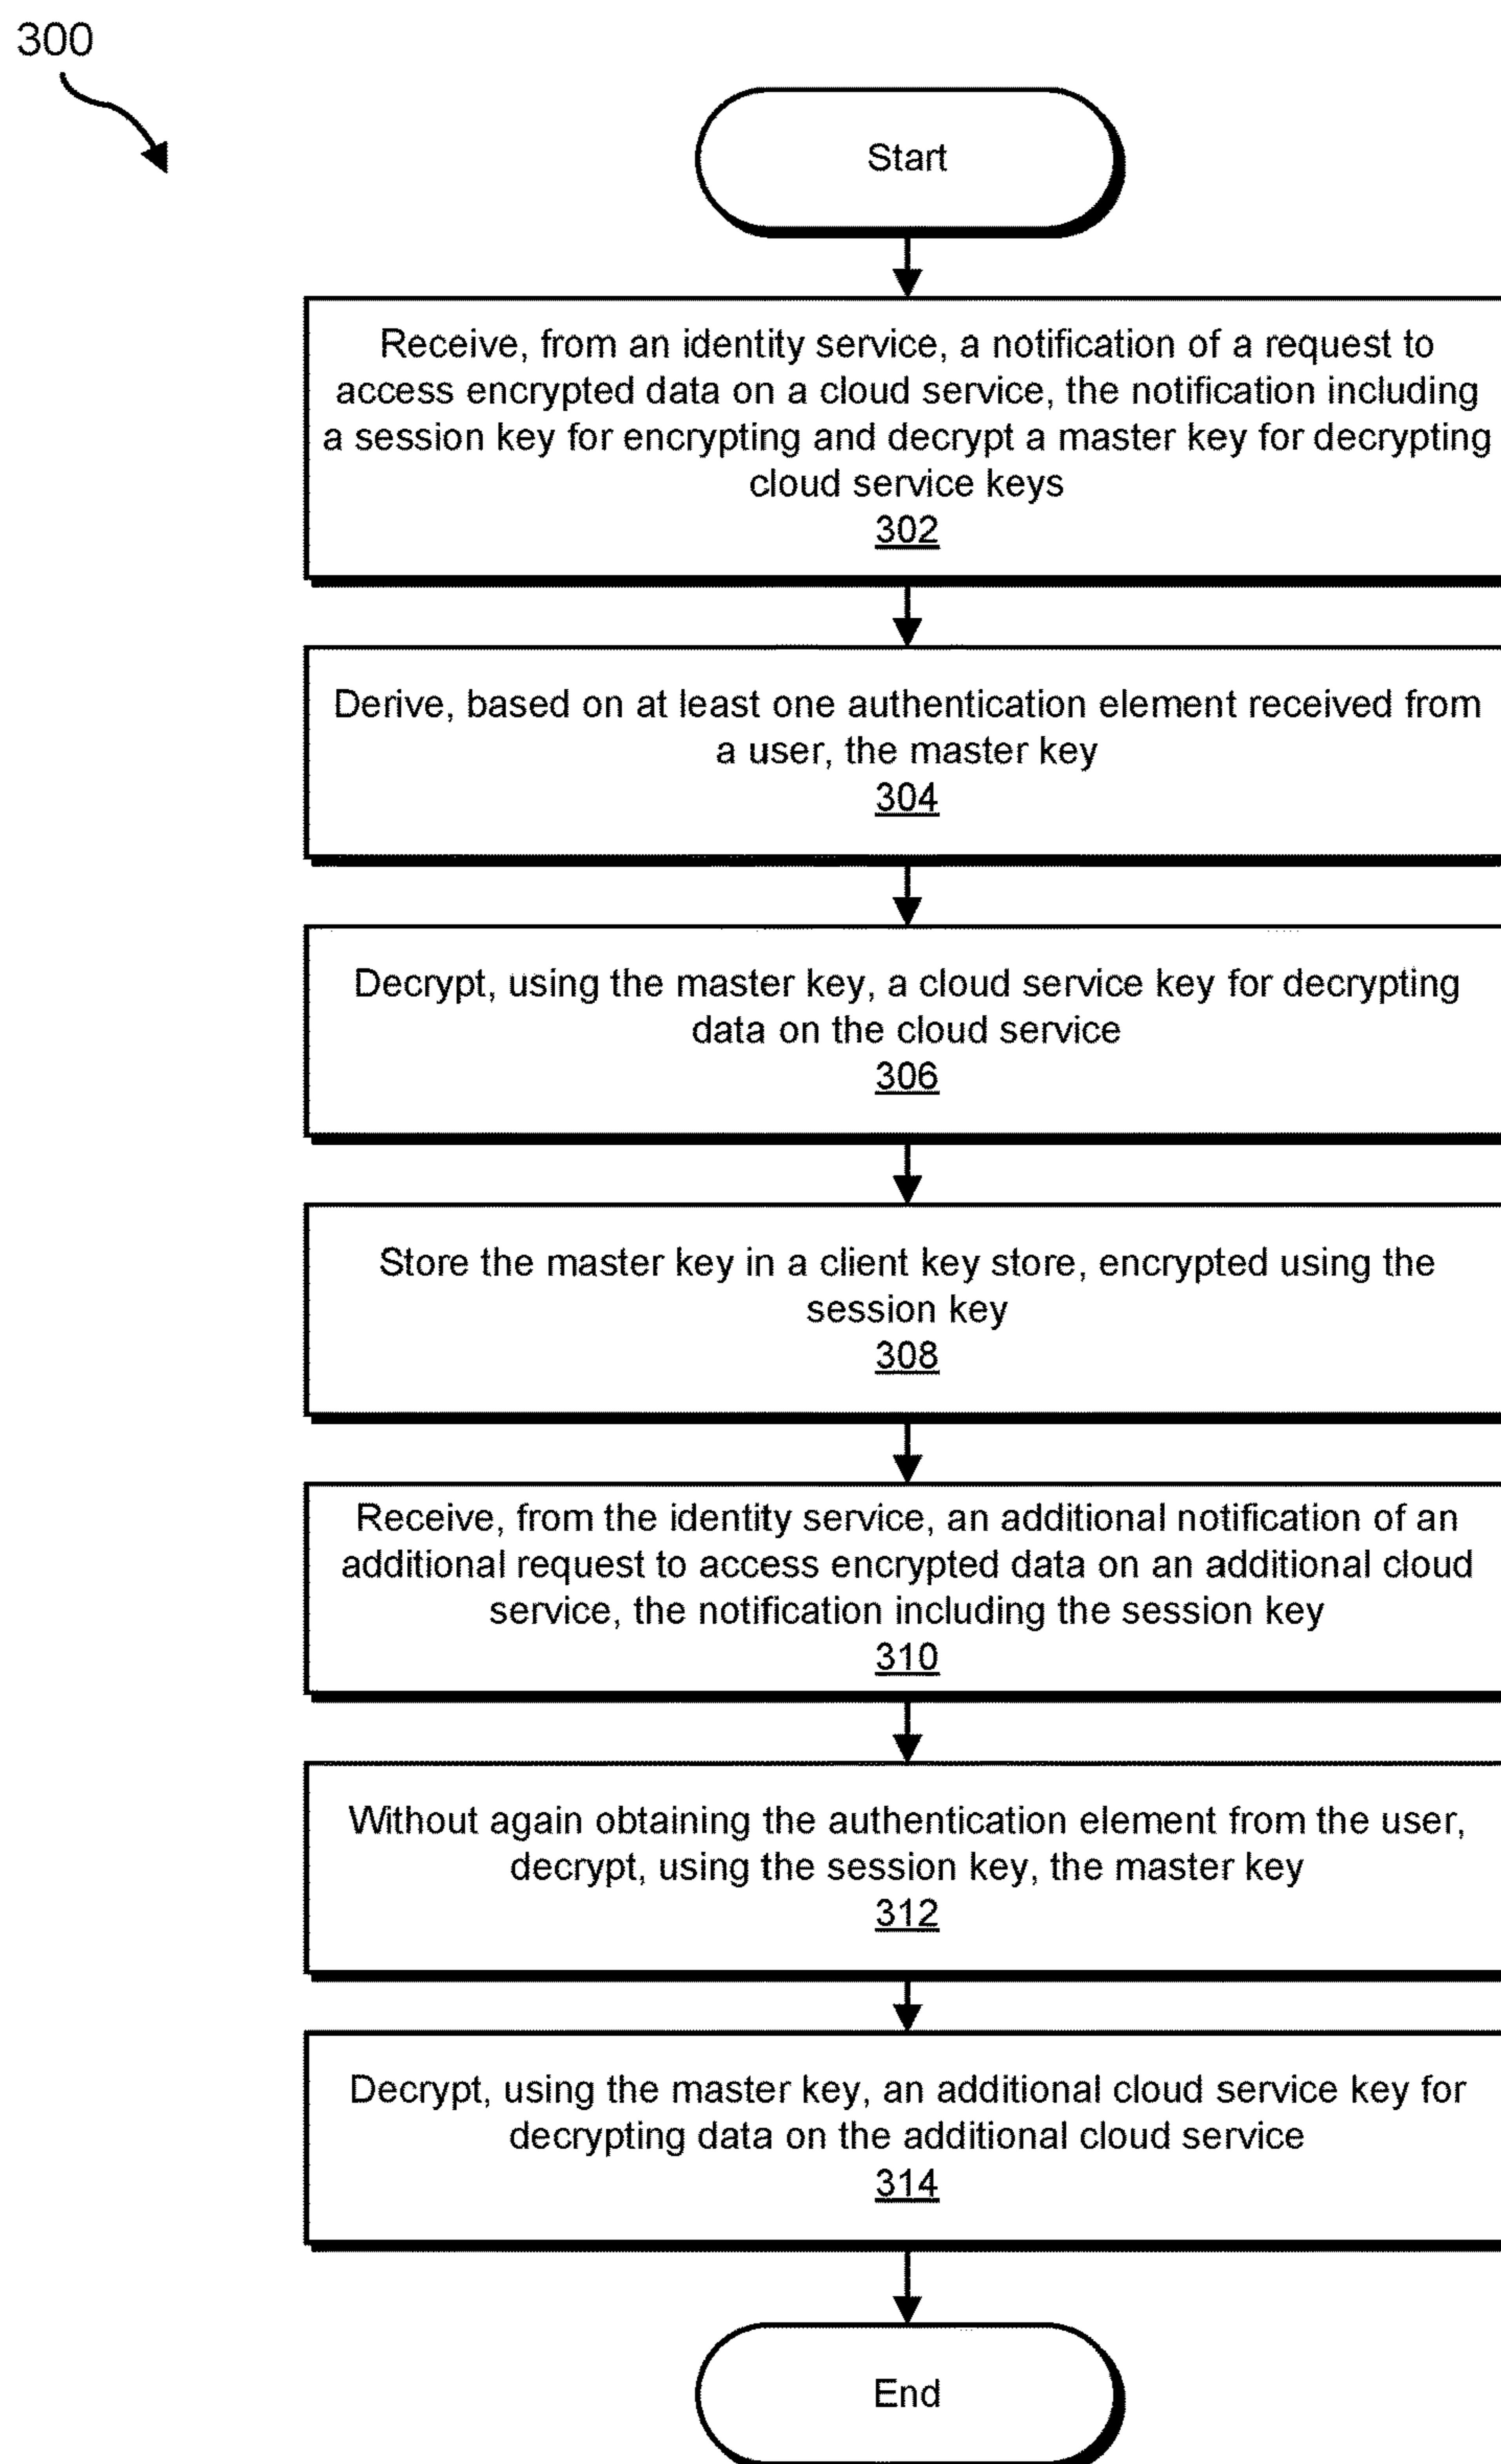 300
Start
Receive, from an identity service, a notification of a request to
access encrypted data on a cloud service, the notification including
a session key for encrypting and decrypt a master key for decrypting
cloud service keys
302
Derive, based on at least one authentication element received from
a user, the master key
304
Decrypt, using the master key, a cloud service key for decrypting
data on the cloud service
306
Store the master key in a client key store, encrypted using the
session key
308
Receive, from the identity service, an additional notification of an
additional request to access encrypted data on an additional cloud
service, the notification including the session key
310
Without again obtaining the authentication element from the user,
decrypt, using the session key, the master key
312
Decrypt, using the master key, an additional cloud service key for
decrypting data on the additional cloud service
314
End